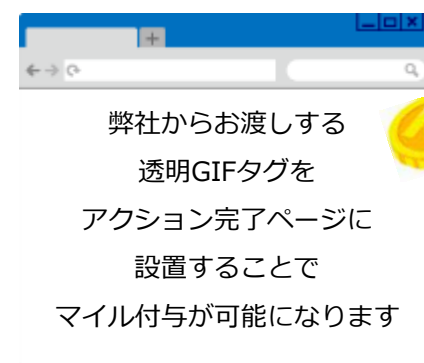 弊社からお渡しする
透明GIFタグを
アクション完了ページに
設置することで
マイル付与が可能になります